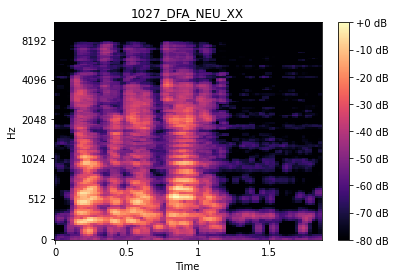 1027_DFA_NEU_XX
Hz
8192
4096
2048
1024
512
0
0
0.5
1
1.5
Time
+0 dB
-10 dB
-20 dB
-30 dB
-40 dB
-50 dB
-60 dB
-70 dB
-80 dB